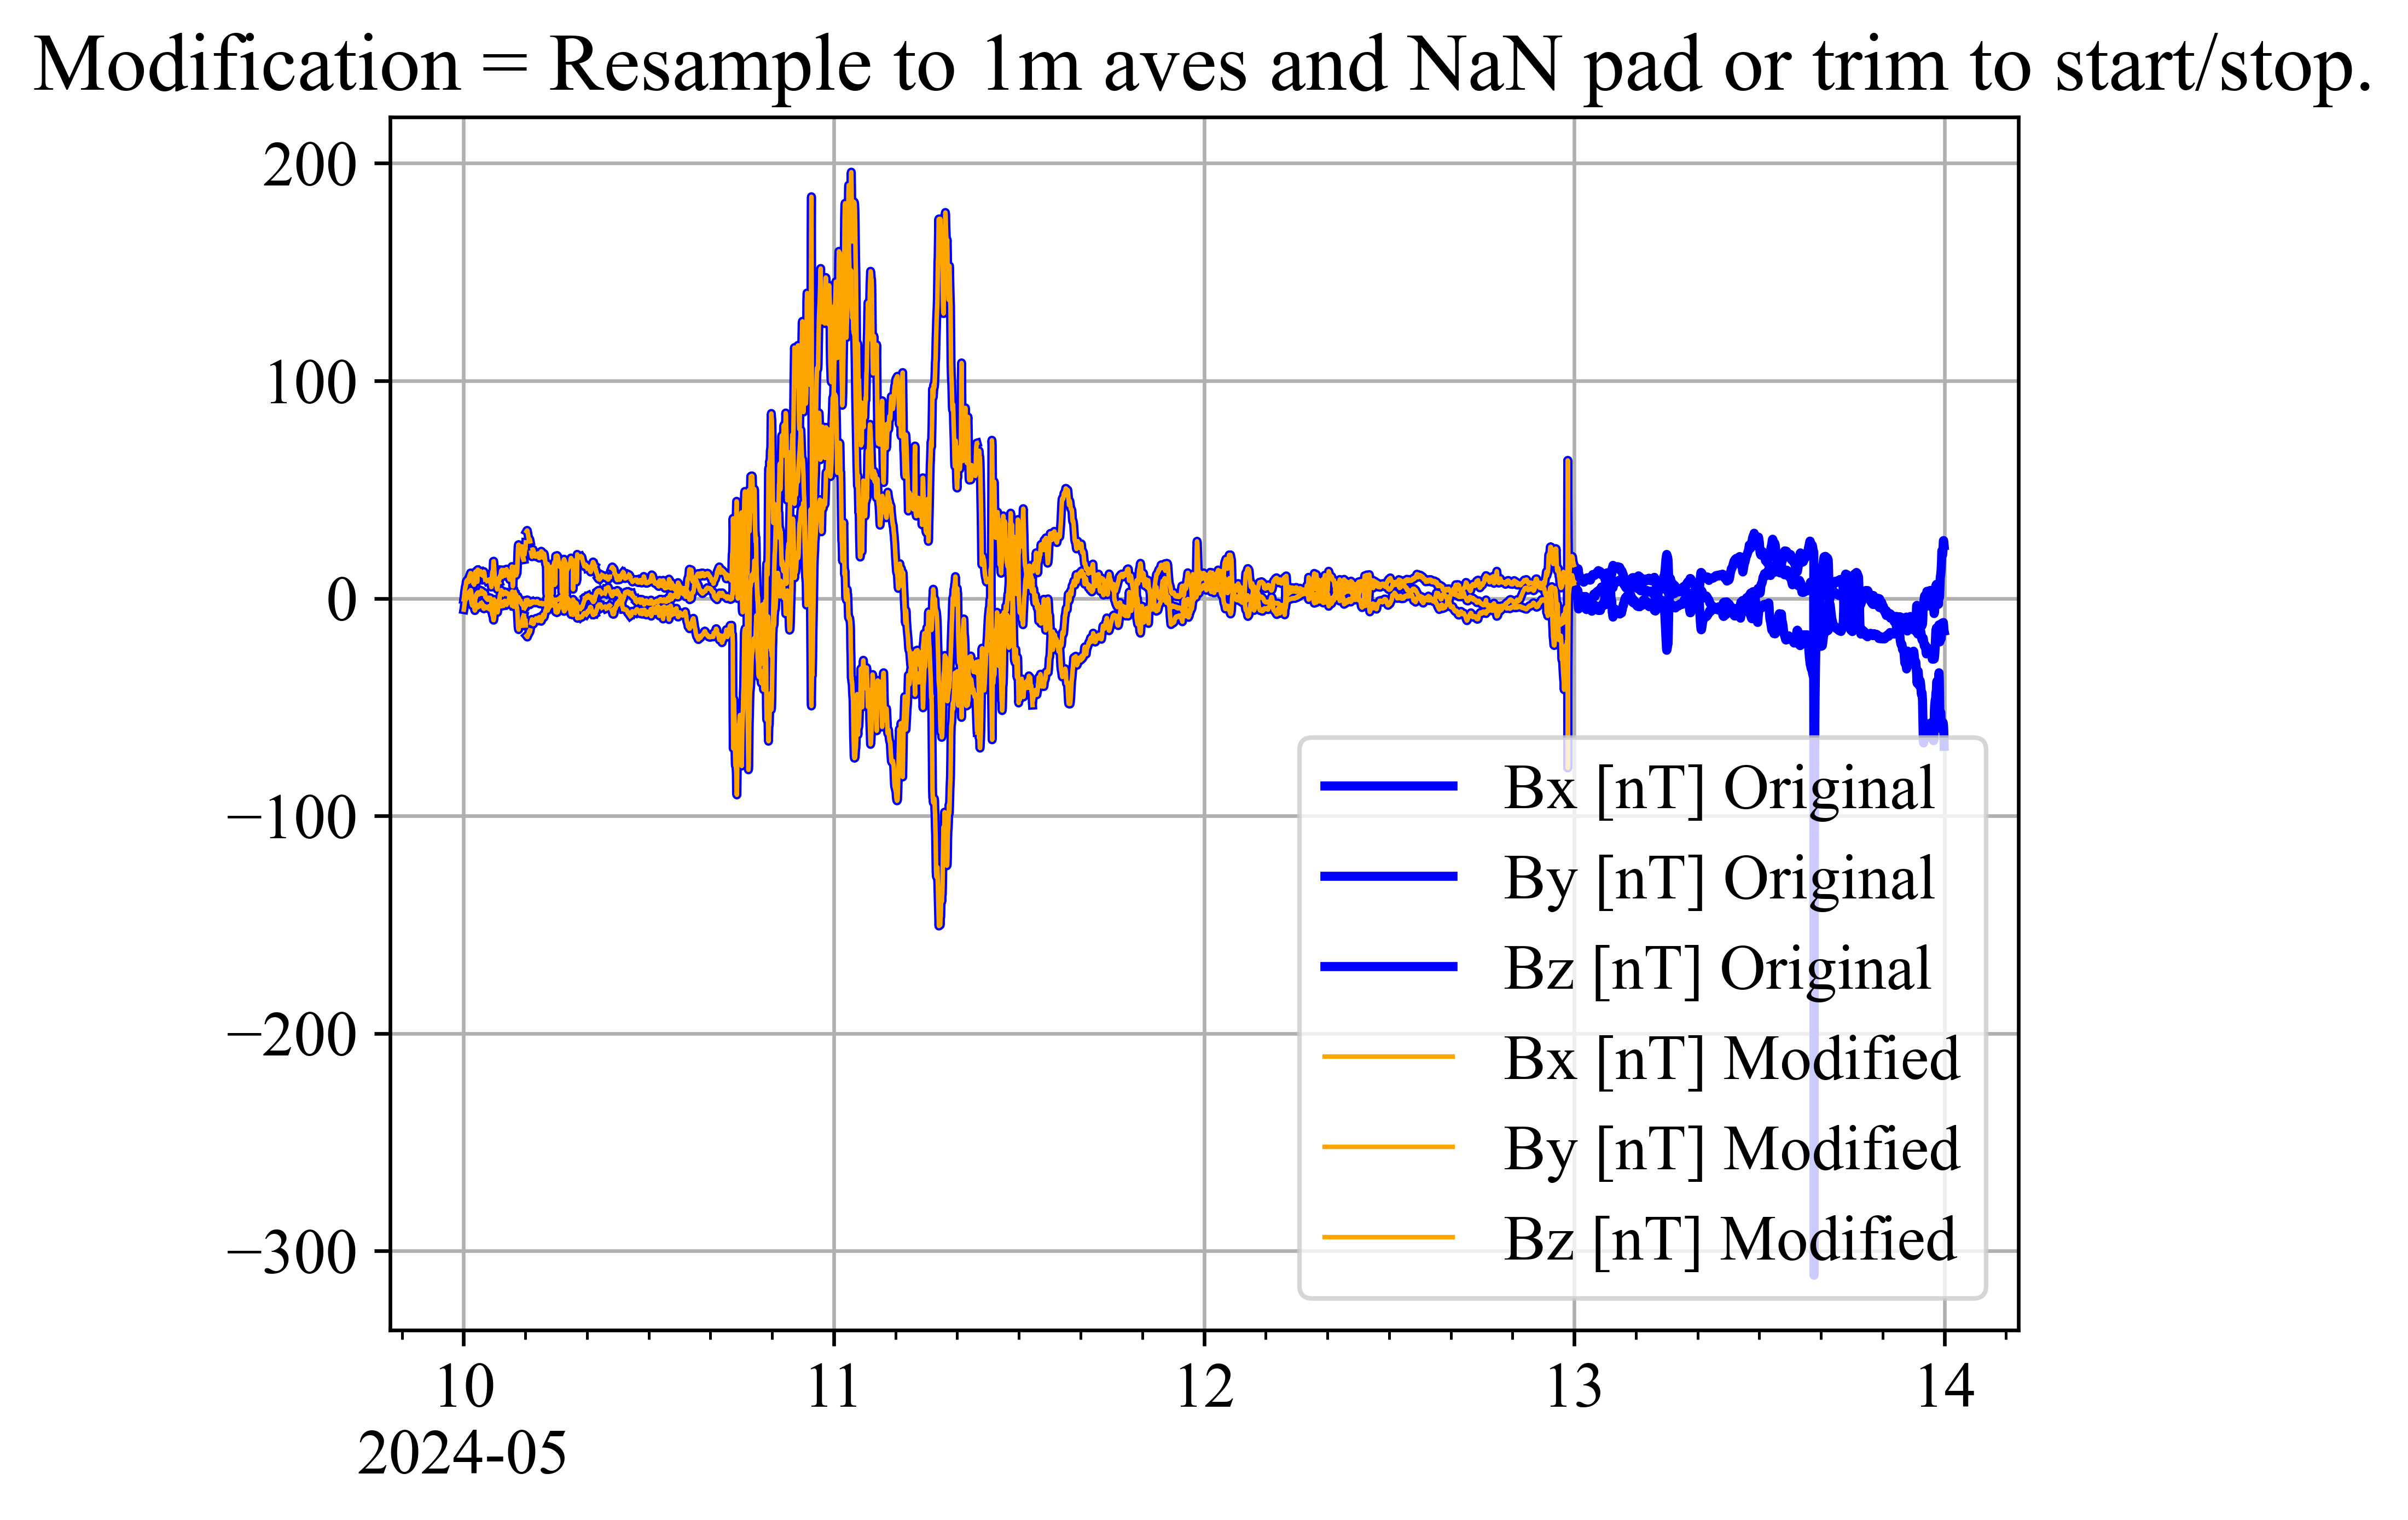 Modification = Resample to 1m aves and NaN pad or trim to start/stop.
200
100
0
−100
−200
−300
Bx [nT] Original
By [nT] Original
Bz [nT] Original
Bx [nT] Modified
By [nT] Modified
Bz [nT] Modified
10 11 12 13 14
2024-05